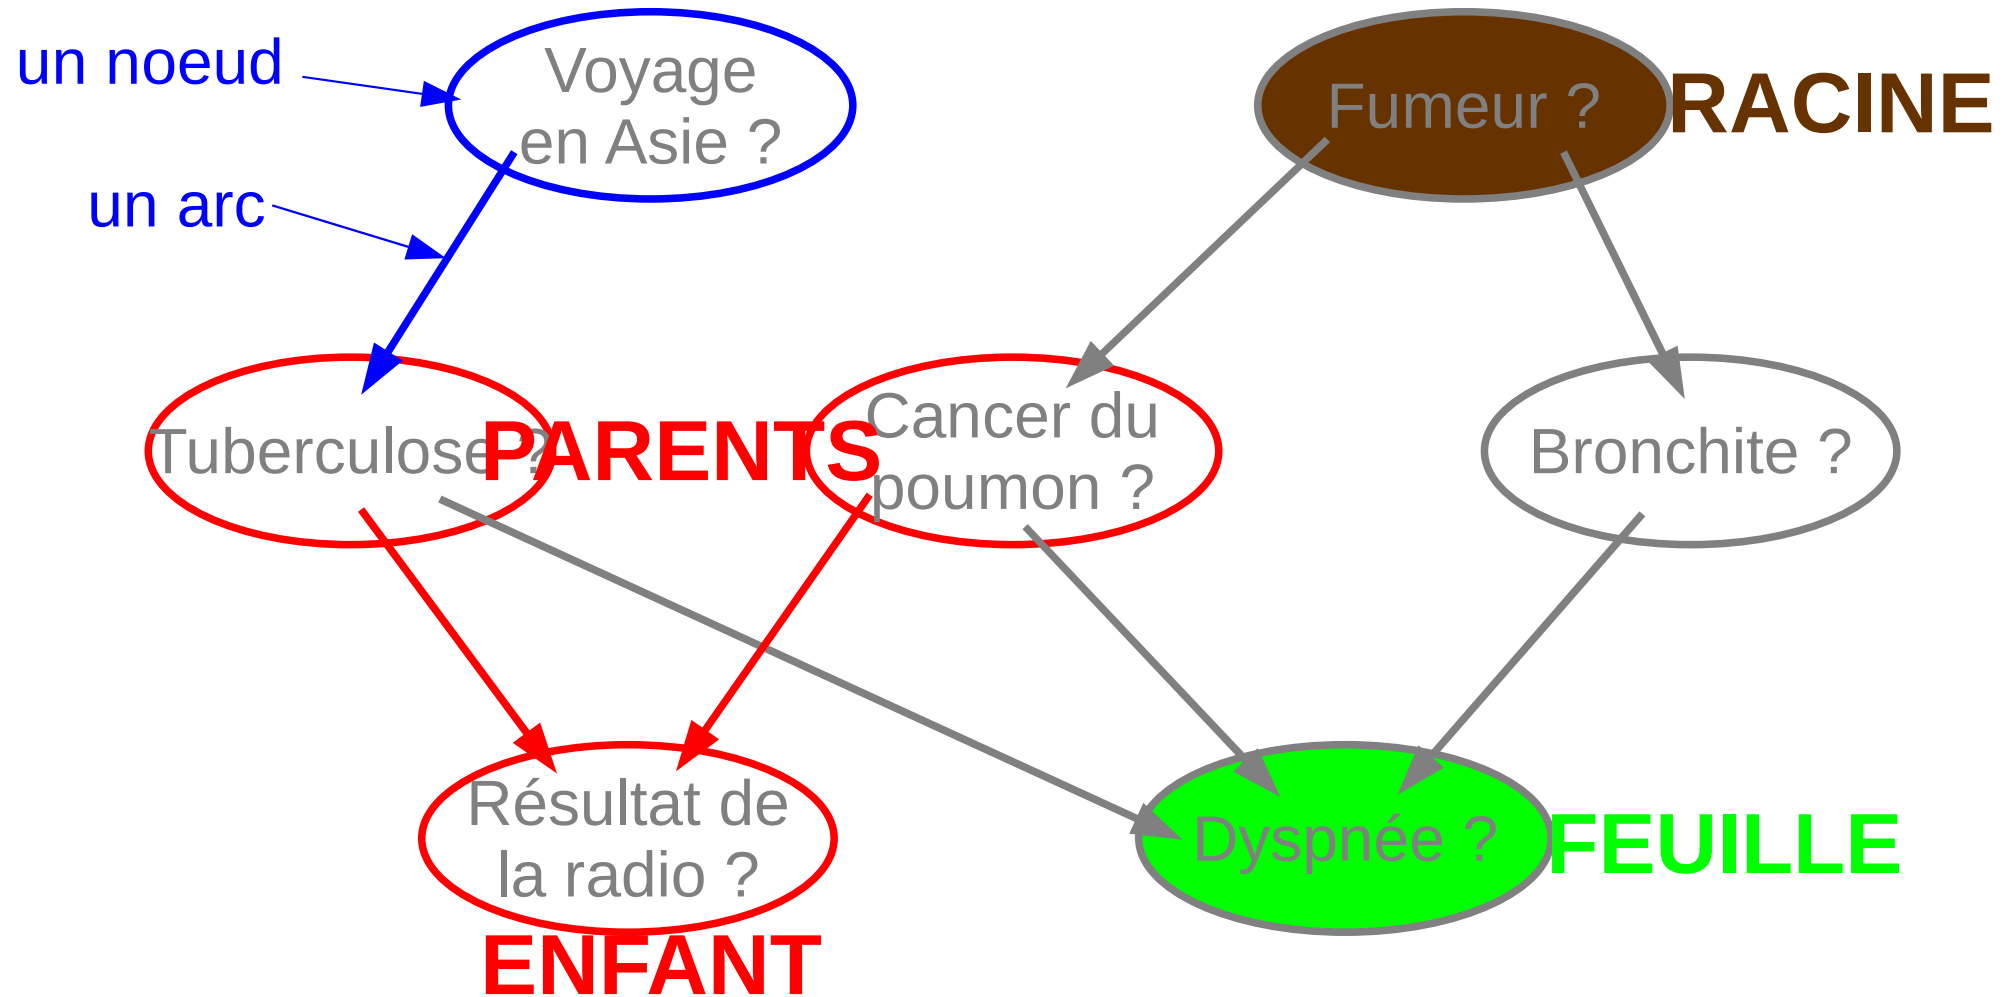 un noeud
Voyage
en Asie ?
Fumeur ?
RACINE
un arc
Tuberculose ?
PARENTS
Cancer du
poumon ?
Bronchite ?
Résultat de
la radio ?
Dyspnée ?
FEUILLE
ENFANT